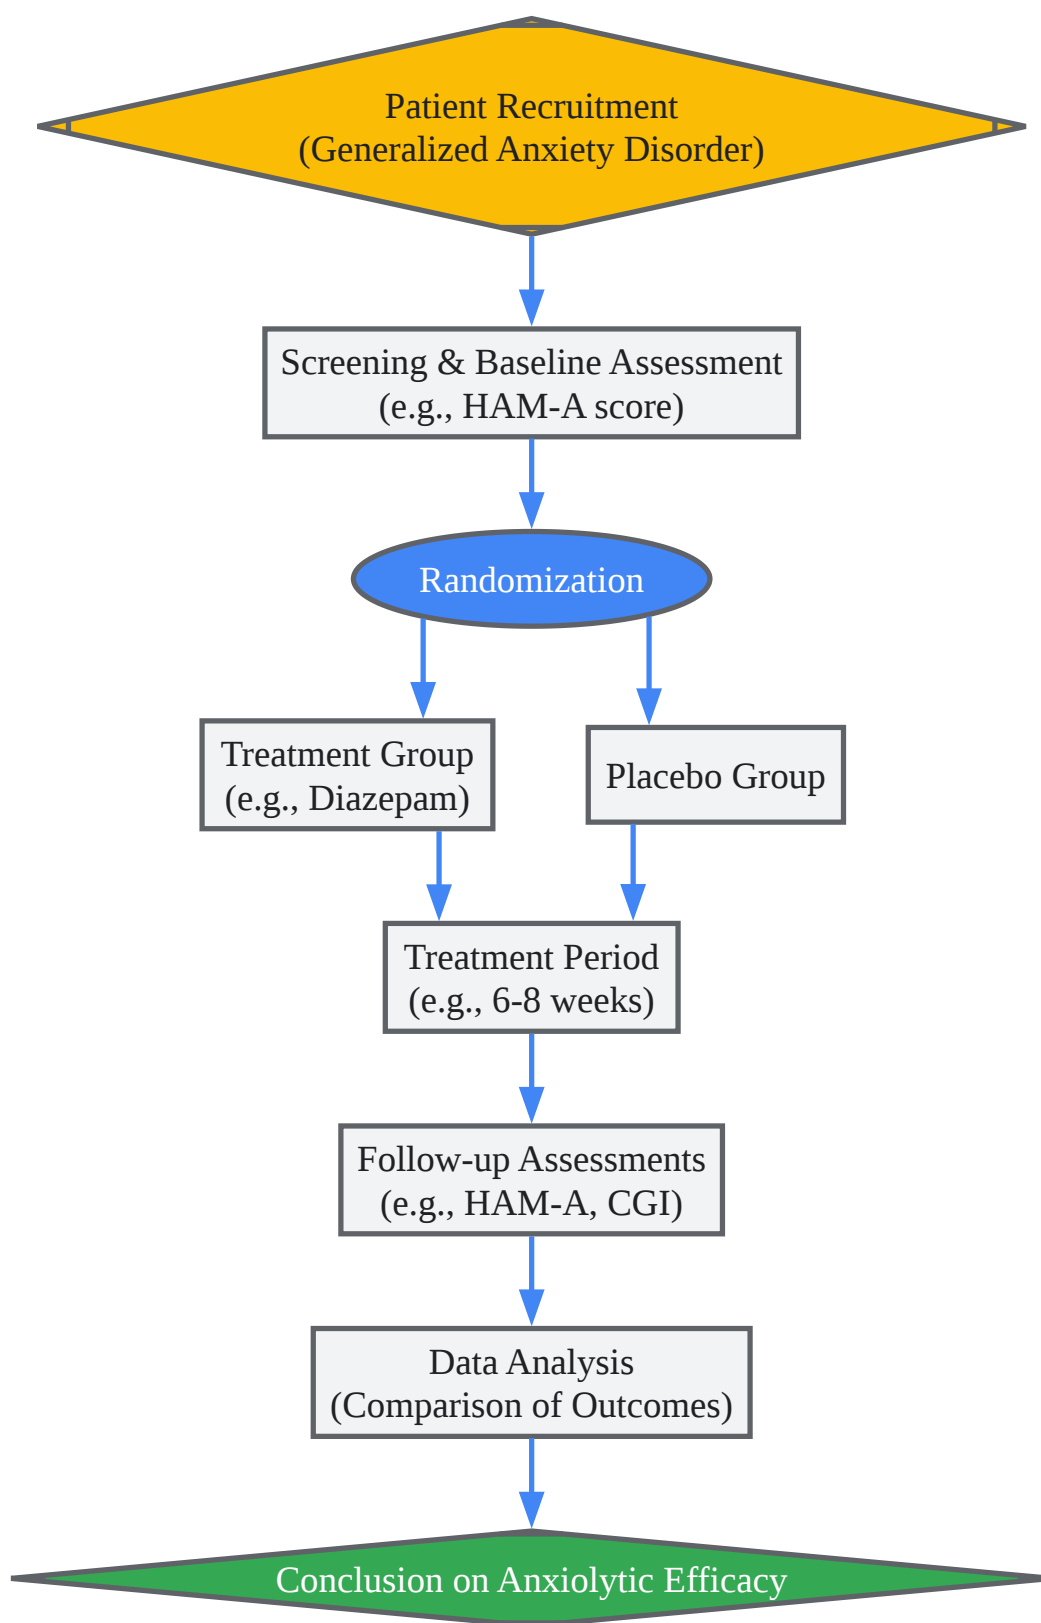 Patient Recruitment
(Generalized Anxiety Disorder)
Screening & Baseline Assessment
(e.g., HAM-A score)
Randomization
Treatment Group
(e.g., Diazepam)
Placebo Group
Treatment Period
(e.g., 6-8 weeks)
Follow-up Assessments
(e.g., HAM-A, CGI)
Data Analysis
(Comparison of Outcomes)
Conclusion on Anxiolytic Efficacy